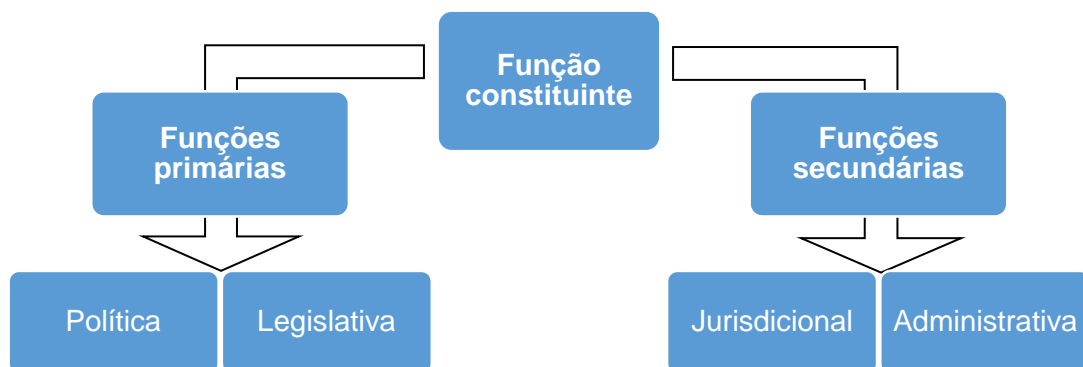 Função
constituinte
Funções
primárias
Funções
secundárias
Política
Legislativa
Jurisdicional
Administrativa